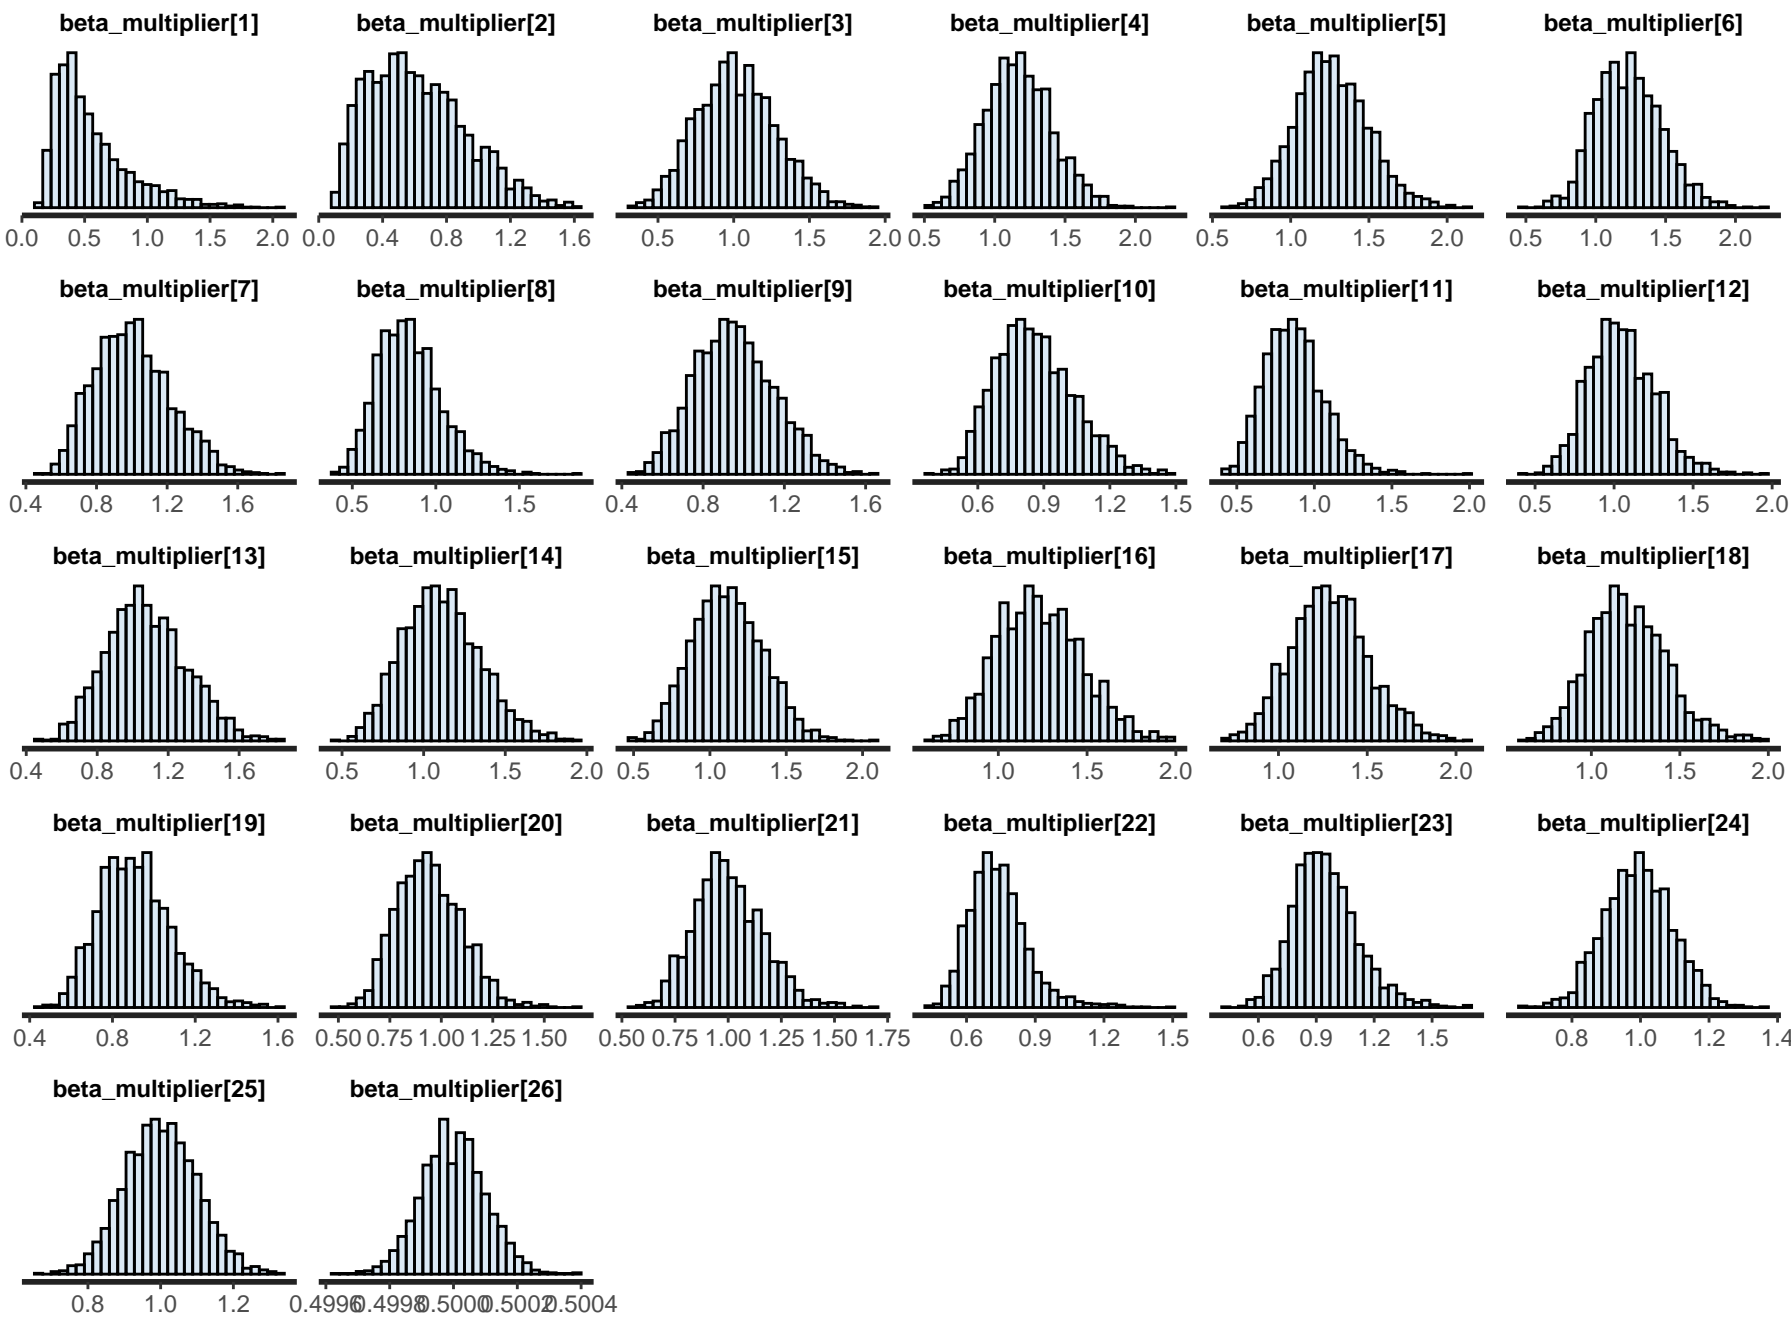 beta_multiplier[1] beta_multiplier[2] beta_multiplier[3] beta_multiplier[4] beta_multiplier[5] beta_multiplier[6]
0.0 0.5 1.0 1.5 2.0 0.0 0.4 0.8 1.2 1.6 0.5 1.0 1.5 2.0 0.5 1.0 1.5 2.0 0.5 1.0 1.5 2.0 0.5 1.0 1.5 2.0
beta_multiplier[7] beta_multiplier[8] beta_multiplier[9] beta_multiplier[10] beta_multiplier[11] beta_multiplier[12]
0.4 0.8 1.2 1.6 0.5 1.0 1.5 0.4 0.8 1.2 1.6 0.6 0.9 1.2 1.5 0.5 1.0 1.5 2.0 0.5 1.0 1.5 2.0
beta_multiplier[13] beta_multiplier[14] beta_multiplier[15] beta_multiplier[16] beta_multiplier[17] beta_multiplier[18]
0.4 0.8 1.2 1.6 0.5 1.0 1.5 2.0 0.5 1.0 1.5 2.0 1.0 1.5 2.0 1.0 1.5 2.0 1.0 1.5 2.0
beta_multiplier[19] beta_multiplier[20] beta_multiplier[21] beta_multiplier[22] beta_multiplier[23] beta_multiplier[24]
0.4 0.8 1.2 1.6 0.50 0.75 1.00 1.25 1.50 0.50 0.75 1.00 1.25 1.50 1.75 0.6 0.9 1.2 1.5 0.6 0.9 1.2 1.5 0.8 1.0 1.2 1.4
beta_multiplier[25] beta_multiplier[26]
0.8 1.0 1.2 0.4996 0.4998 0.5000 0.5002 0.5004